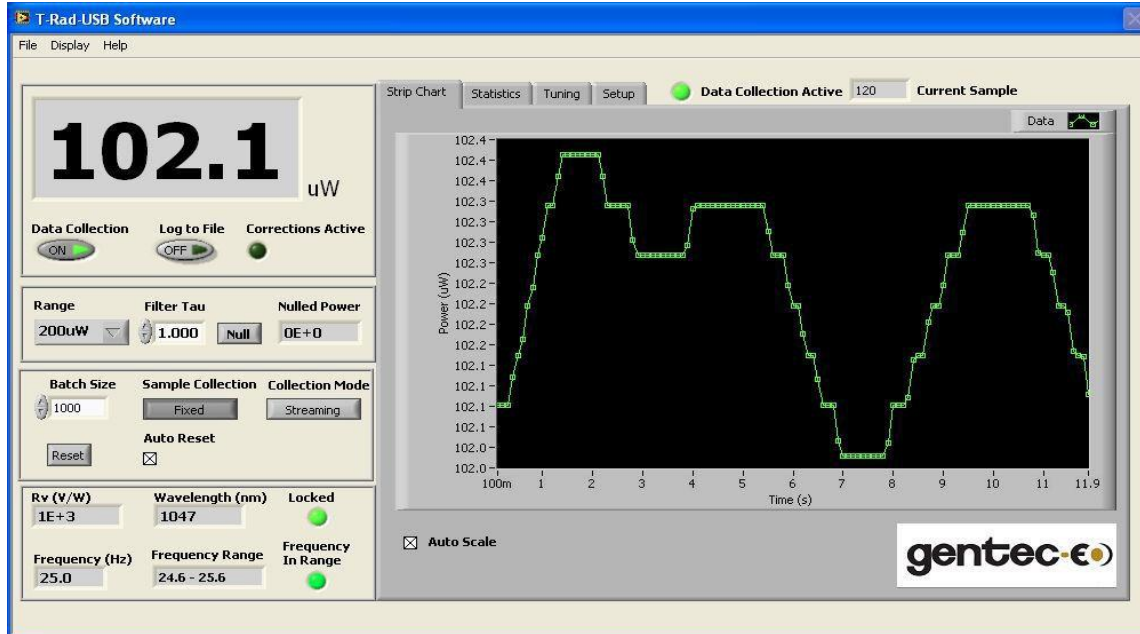 T-Rad-USB Software
File Display Help
102.1 uW
Data Collection Log to File Corrections Active
ON OFF
Range Filter Tau Nulled Power
200uW 1.000 Null 0E+0
Batch Size Sample Collection Collection Mode
1000 Fixed Streaming
Auto Reset
Reset
Rv (V/W) Wavelength (nm) Locked
1E+3 1047
Frequency (Hz) Frequency Range Frequency In Range
25.0 24.6 - 25.6
Strip Chart Statistics Tuning Setup Data Collection Active 120 Current Sample
Data
102.4
102.4
102.4
102.3
102.3
102.3
102.3
102.2
102.2
102.2
102.2
102.1
102.1
102.1
102.1
102.0
102.0
Power (uW)
100m 1 2 3 4 5 6 7 8 9 10 11 11.9
Time (s)
Auto Scale
gentec-eo